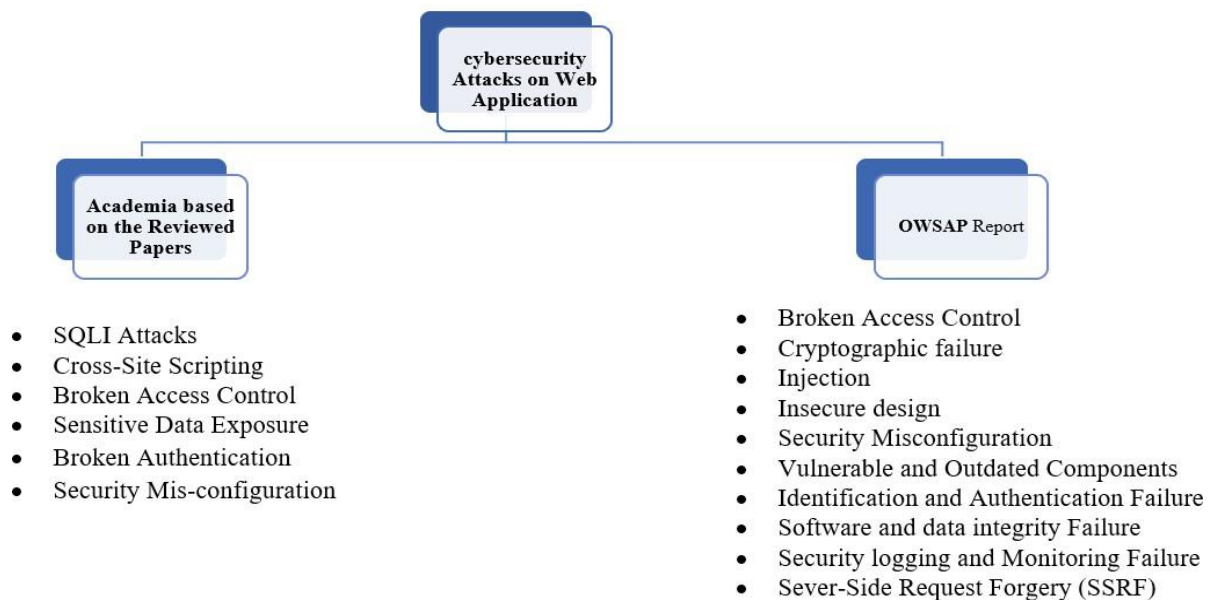 cybersecurity
Attacks on Web
Application
Academia based
on the Reviewed
Papers
OWSAP Report
• SQLI Attacks
• Cross-Site Scripting
• Broken Access Control
• Sensitive Data Exposure
• Broken Authentication
• Security Mis-configuration
• Broken Access Control
• Cryptographic failure
• Injection
• Insecure design
• Security Misconfiguration
• Vulnerable and Outdated Components
• Identification and Authentication Failure
• Software and data integrity Failure
• Security logging and Monitoring Failure
• Sever-Side Request Forgery (SSRF)